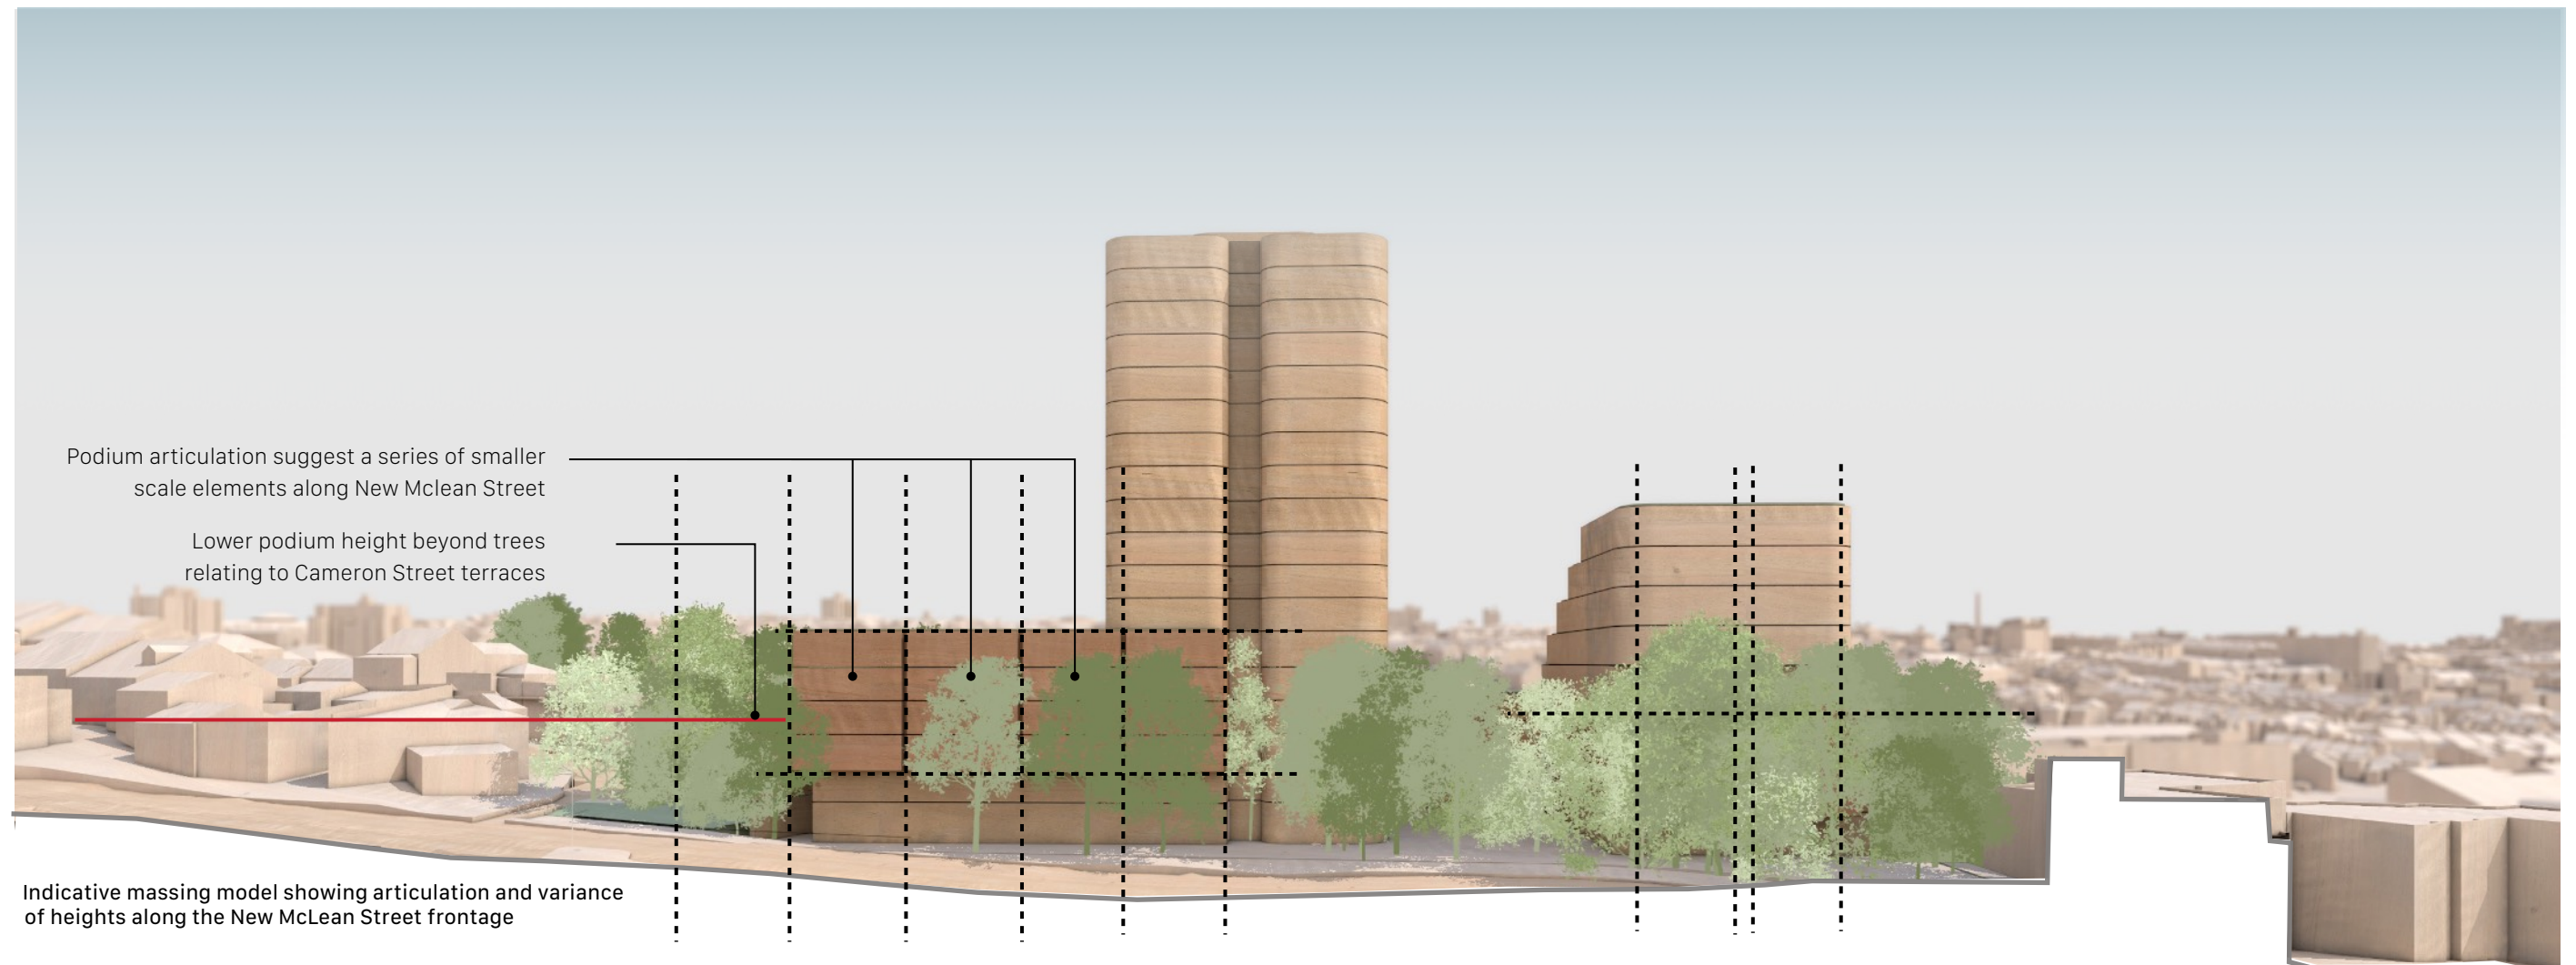 Podium articulation suggest a series of smaller
scale elements along New Mclean Street
Lower podium height beyond trees
relating to Cameron Street terraces
Indicative massing model showing articulation and variance
of heights along the New McLean Street frontage